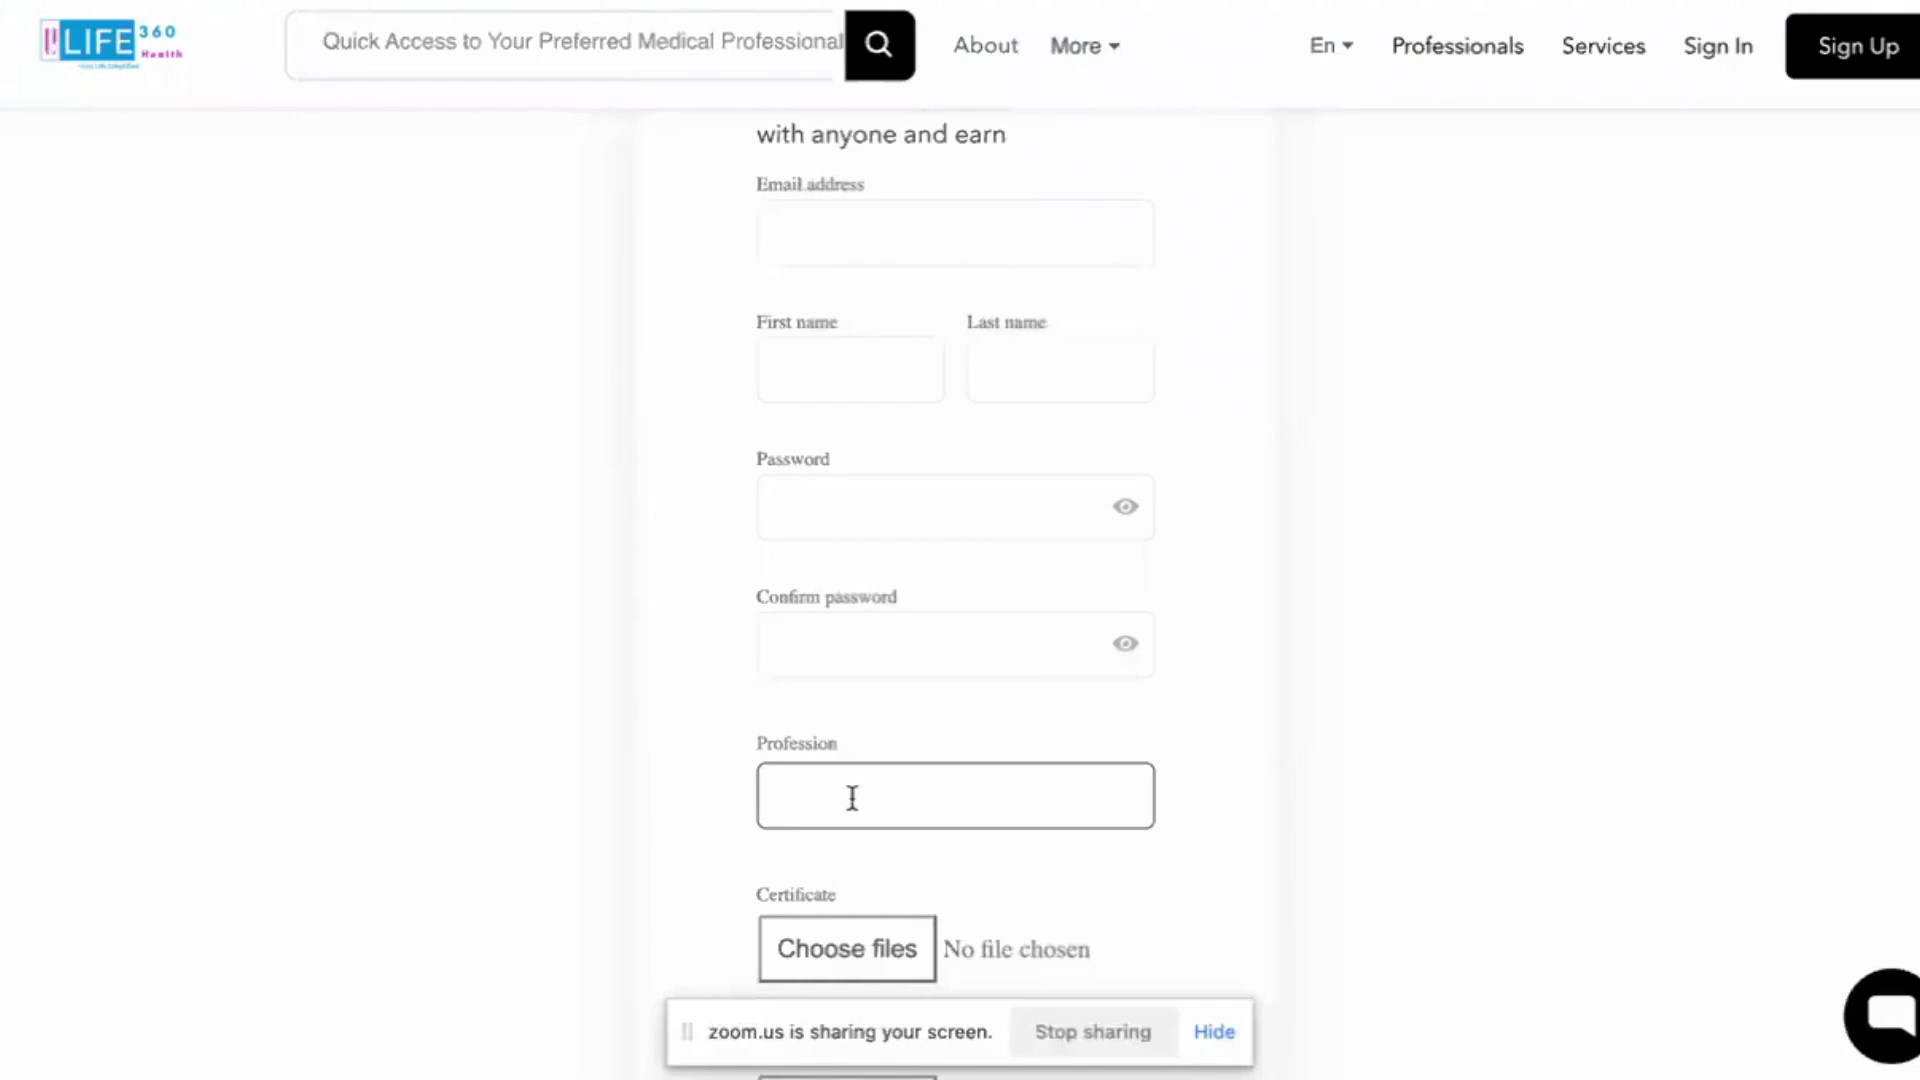 LIFE 360
Health
Quick Access to Your Preferred Medical Professional
About
More
En
Professionals
Services
Sign In
Sign Up
with anyone and earn
Email address
First name
Last name
Password
Confirm password
Profession
Certificate
Choose files No file chosen
zoom.us is sharing your screen.
Stop sharing
Hide